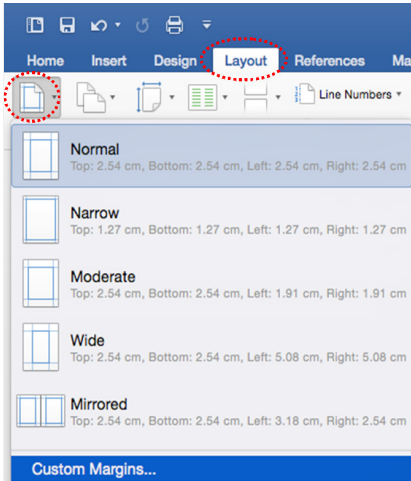 Home Insert Design Layout References Ma
Line Numbers
Normal
Top: 2.54 cm, Bottom: 2.54 cm, Left: 2.54 cm, Right: 2.54 cm
Narrow
Top: 1.27 cm, Bottom: 1.27 cm, Left: 1.27 cm, Right: 1.27 cm
Moderate
Top: 2.54 cm, Bottom: 2.54 cm, Left: 1.91 cm, Right: 1.91 cm
Wide
Top: 2.54 cm, Bottom: 2.54 cm, Left: 5.08 cm, Right: 5.08 cm
Mirrored
Top: 2.54 cm, Bottom: 2.54 cm, Left: 3.18 cm, Right: 2.54 cm
Custom Margins...